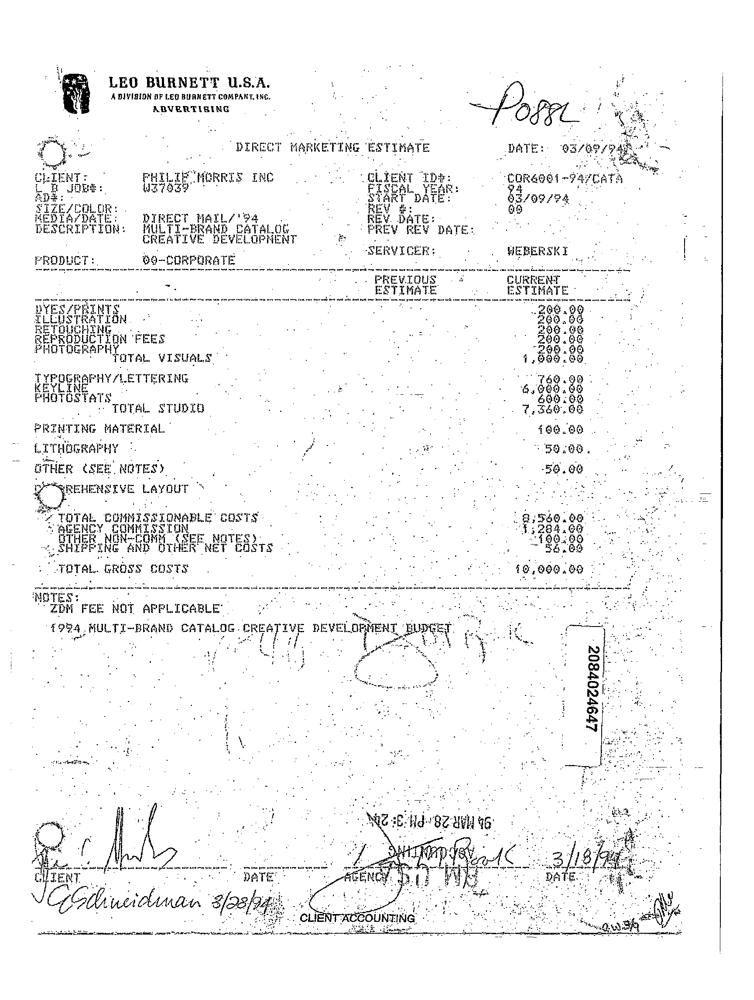 LEO BURNETT U.S.A.
A DIVISION OF LEO BURNETT COMPANY, INC.
ADVERTISING
DIRECT MARKETING ESTIMATE DATE: 03/09/94
CLIENT: PHILIP MORRIS INC CLIENT ID#: COR6001-94/CATA
L B JOB#: W37039 FISCAL YEAR: 94
AD#: START DATE: 03/09/94
SIZE/COLOR: REV #: 00
MEDIA/DATE: DIRECT MAIL/'94 REV DATE:
DESCRIPTION: MULTI-BRAND CATALOG PREV REV DATE:
CREATIVE DEVELOPMENT
SERVICER: WEBERSKI
PRODUCT: 00-CORPORATE
PREVIOUS CURRENT
ESTIMATE ESTIMATE
DYES/PRINTS 200.00
ILLUSTRATION 200.00
RETOUCHING 200.00
REPRODUCTION FEES 200.00
PHOTOGRAPHY 200.00
TOTAL VISUALS 1,000.00
TYPOGRAPHY/LETTERING 760.00
KEYLINE 6,000.00
PHOTOSTATS 600.00
TOTAL STUDIO 7,360.00
PRINTING MATERIAL 100.00
LITHOGRAPHY 50.00
OTHER (SEE NOTES) 50.00
REHENSIVE LAYOUT
TOTAL COMMISSIONABLE COSTS 8,560.00
AGENCY COMMISSION 1,284.00
OTHER NON-COMM (SEE NOTES) 100.00
SHIPPING AND OTHER NET COSTS 56.00
TOTAL GROSS COSTS 10,000.00
NOTES:
ZDM FEE NOT APPLICABLE
1994 MULTI-BRAND CATALOG CREATIVE DEVELOPMENT BUDGET
2084024647
94 MAR 28 PM 3:24
ACCOUNTING
3/18/94
CLIENT DATE AGENCY DATE
Schneidman 3/28/94
CLIENT ACCOUNTING